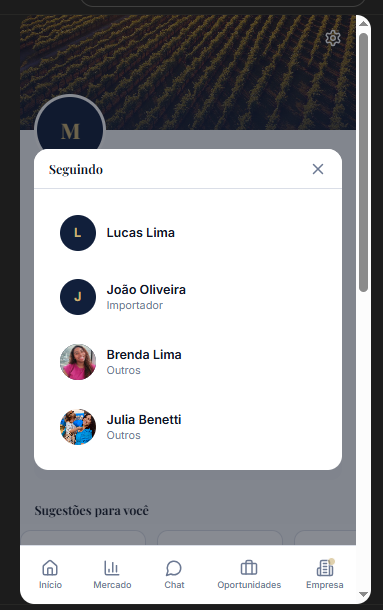 M
Seguindo
L
Lucas Lima
J
João Oliveira
Importador
Brenda Lima
Outros
Julia Benetti
Outros
Sugestões para você
Início
Mercado
Chat
Oportunidades
Empresa